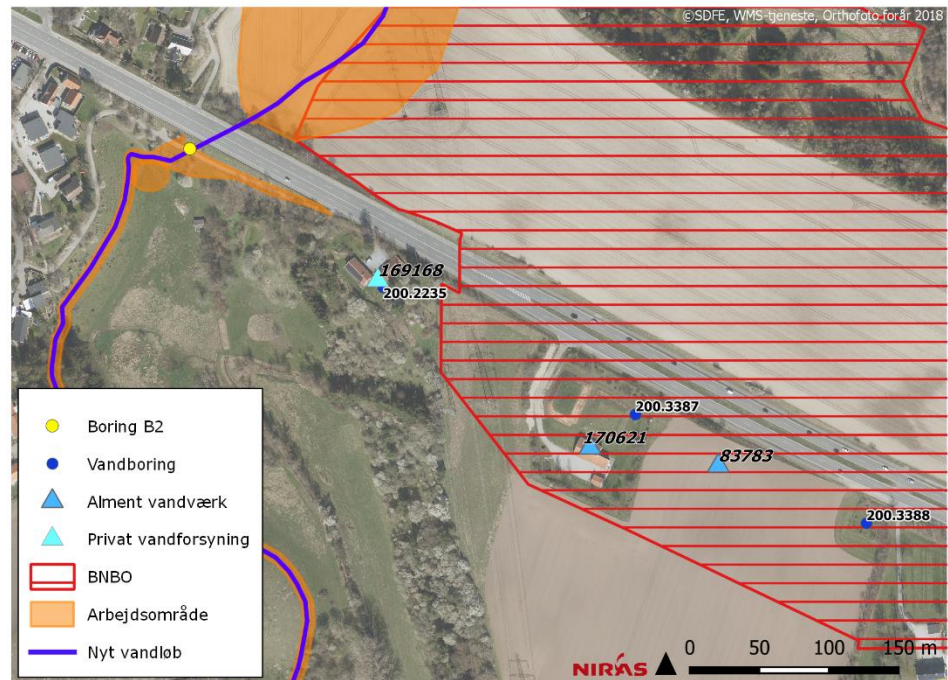 ©SDFE, WMS-tjeneste, Orthofoto forår 2018
169168
200.2235
200.3387
170621
83783
200.3388
Boring B2
Vandboring
Alment vandværk
Privat vandforsyning
BNBO
Arbejdsområde
Nyt vandløb
NIRAS
0 50 100 150 m